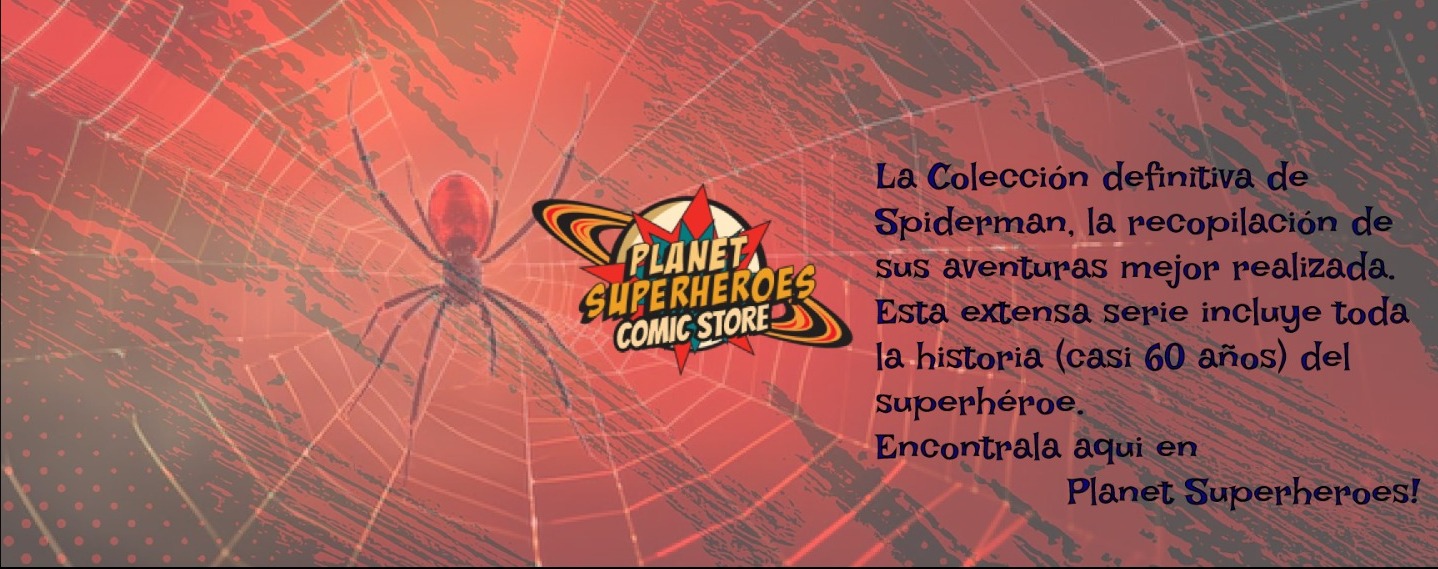 PLANET
SUPERHEROES
COMIC STORE
La Colección definitiva de
Spiderman, la recopilación de
sus aventuras mejor realizada.
Esta extensa serie incluye toda
la historia (casi 60 años) del
superhéroe.
Encontrala aqui en
Planet Superheroes!